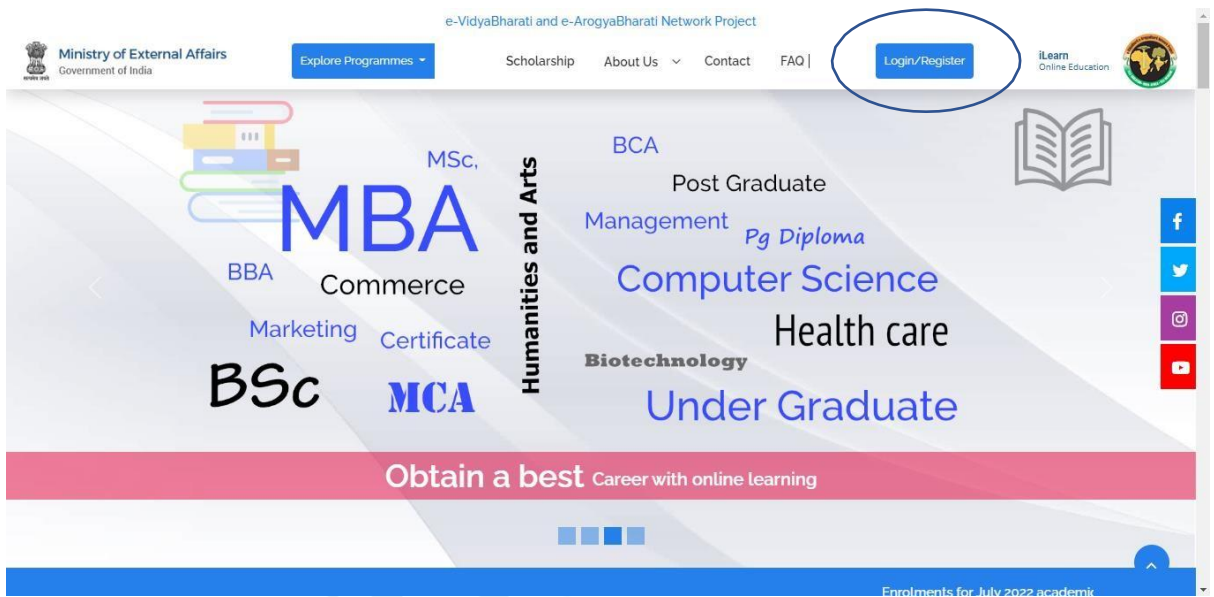 e-VidyaBharati and e-ArogyaBharati Network Project
Ministry of External Affairs
Government of India
Explore Programmes
Scholarship
About Us
Contact
FAQ |
Login/Register
iLearn
Online Education
MSc,
MBA
BBA
Commerce
Marketing
Certificate
BSc
MCA
Humanities and Arts
BCA
Post Graduate
Management
Pg Diploma
Computer Science
Health care
Biotechnology
Under Graduate
Obtain a best Career with online learning
Enrolments for July 2022 academic